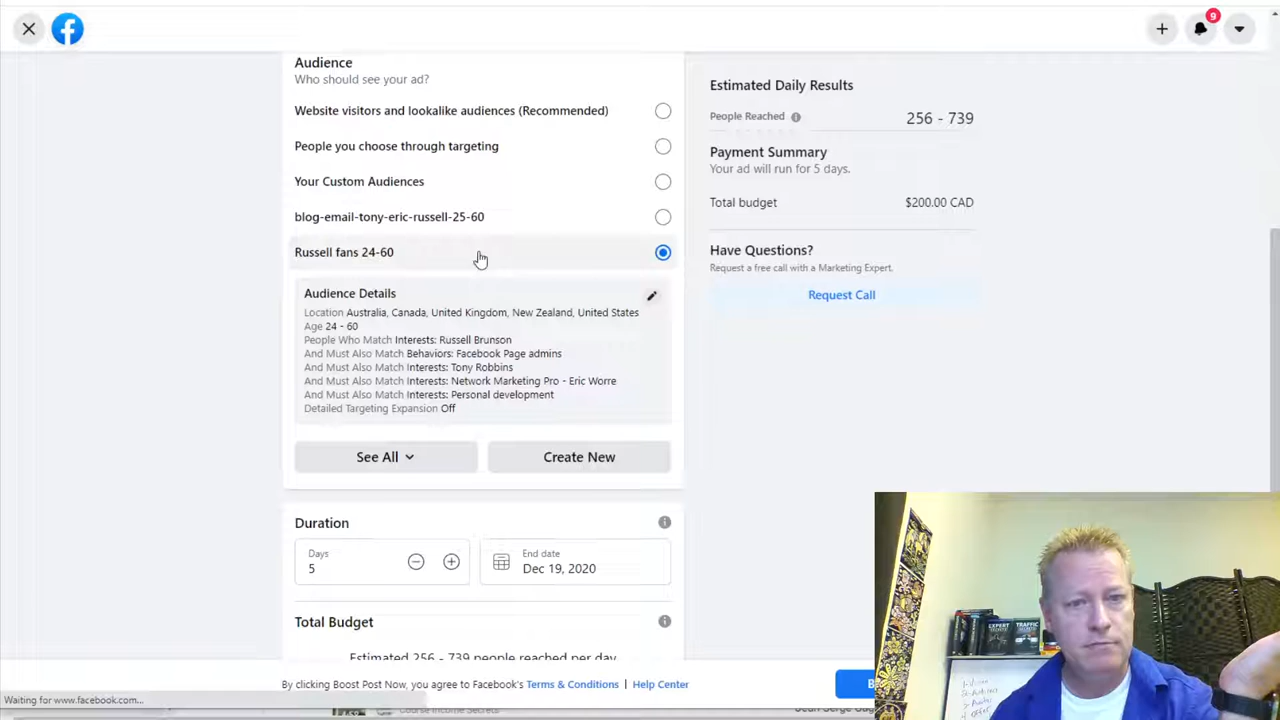 9
Audience
Who should see your ad?
Website visitors and lookalike audiences (Recommended)
People you choose through targeting
Your Custom Audiences
blog-email-tony-eric-russell-25-60
Russell fans 24-60
Audience Details
Location Australia, Canada, United Kingdom, New Zealand, United States
Age 24 - 60
People Who Match Interests: Russell Brunson
And Must Also Match Behaviors: Facebook Page admins
And Must Also Match Interests: Tony Robbins
And Must Also Match Interests: Network Marketing Pro - Eric Worre
And Must Also Match Interests: Personal development
Detailed Targeting Expansion Off
See All
Create New
Duration
Days
5
End date
Dec 19, 2020
Total Budget
Estimated 256 - 739 people reached per day
By clicking Boost Post Now, you agree to Facebook's Terms & Conditions | Help Center
Waiting for www.facebook.com...
Course Income Secrets
Estimated Daily Results
People Reached 256 - 739
Payment Summary
Your ad will run for 5 days.
Total budget $200.00 CAD
Have Questions?
Request a free call with a Marketing Expert.
Request Call
EXPERT
SECRETS
TRAFFIC
SECRETS